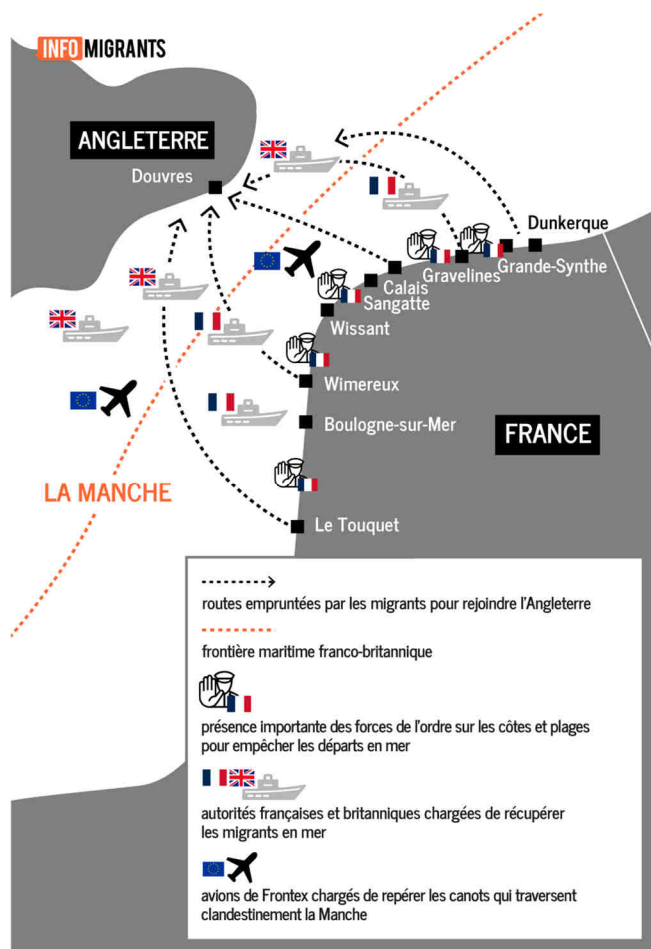 INFO MIGRANTS
ANGLETERRE
Douvres
Dunkerque
Grande-Synthe
Gravelines
Calais
Sangatte
Wissant
Wimereux
Boulogne-sur-Mer
FRANCE
LA MANCHE
Le Touquet
routes empruntées par les migrants pour rejoindre l'Angleterre
frontière maritime franco-britannique
présence importante des forces de l'ordre sur les côtes et plages
pour empêcher les départs en mer
autorités françaises et britanniques chargées de récupérer
les migrants en mer
avions de Frontex chargés de repérer les canots qui traversent
clandestinement la Manche